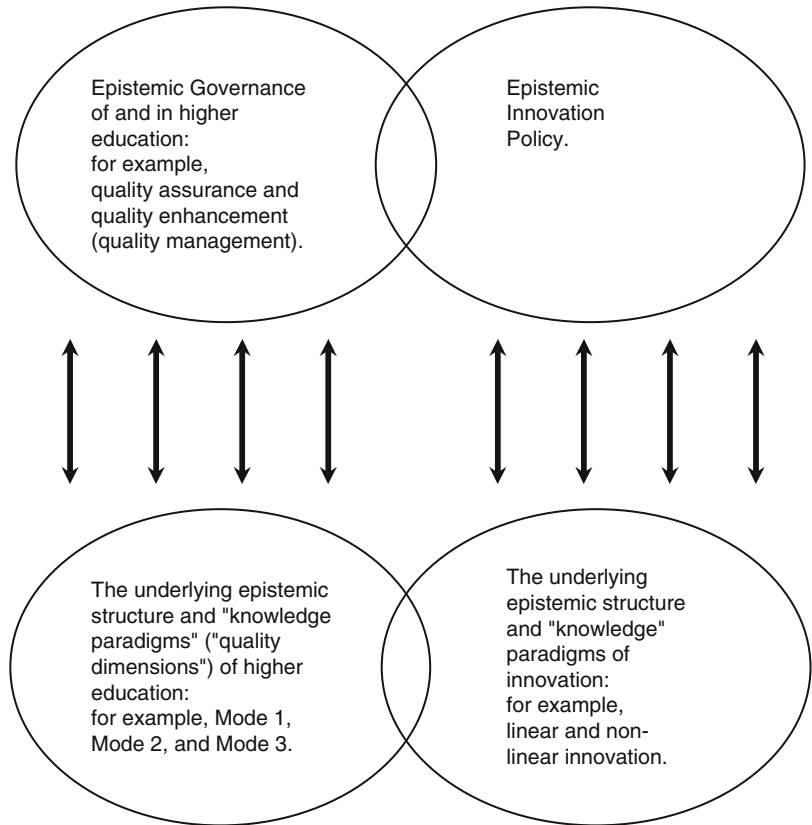 Epistemic Governance
of and in higher
education:
for example,
quality assurance and
quality enhancement
(quality management).
Epistemic
Innovation
Policy.
The underlying epistemic
structure and "knowledge
paradigms" ("quality
dimensions") of higher
education:
for example, Mode 1,
Mode 2, and Mode 3.
The underlying
epistemic structure
and "knowledge"
paradigms of
innovation:
for example,
linear and non-
linear innovation.